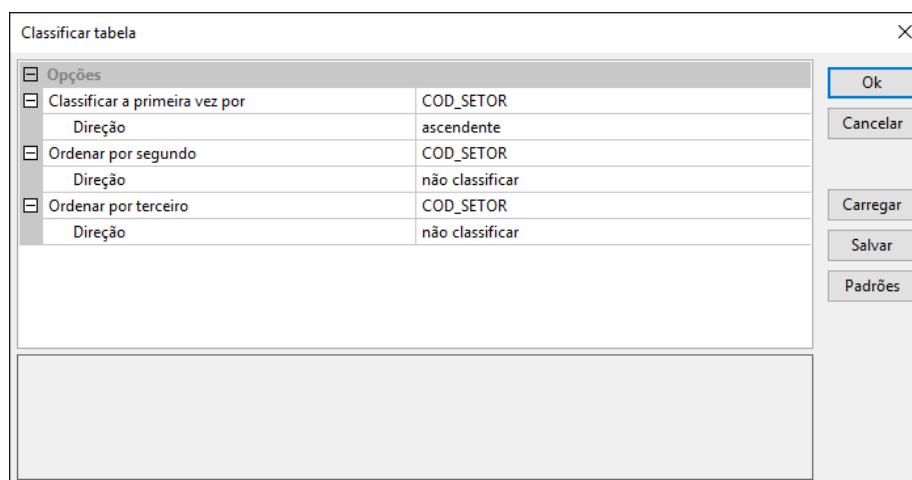 Classificar tabela
Opções
Classificar a primeira vez por COD_SETOR
Direção ascendente
Ordenar por segundo COD_SETOR
Direção não classificar
Ordenar por terceiro COD_SETOR
Direção não classificar
Ok
Cancelar
Carregar
Salvar
Padrões